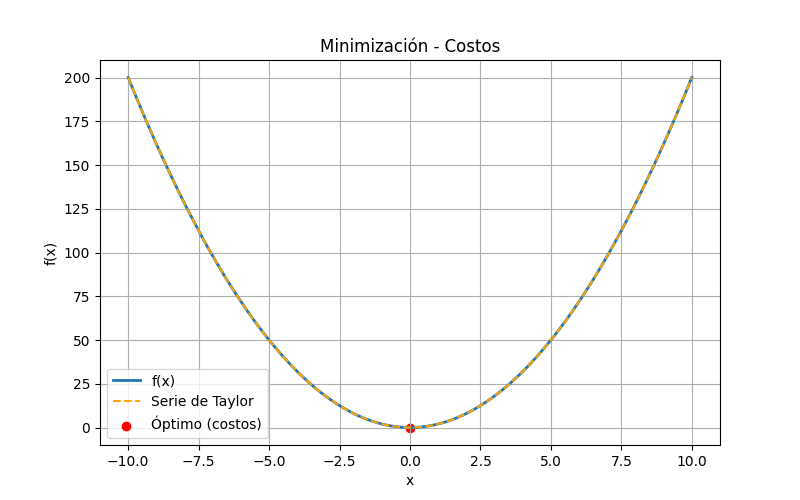 Minimización - Costos
f(x)
200
175
150
125
100
75
50
25
0
f(x)
Serie de Taylor
Óptimo (costos)
−10.0 −7.5 −5.0 −2.5 0.0 2.5 5.0 7.5 10.0
x